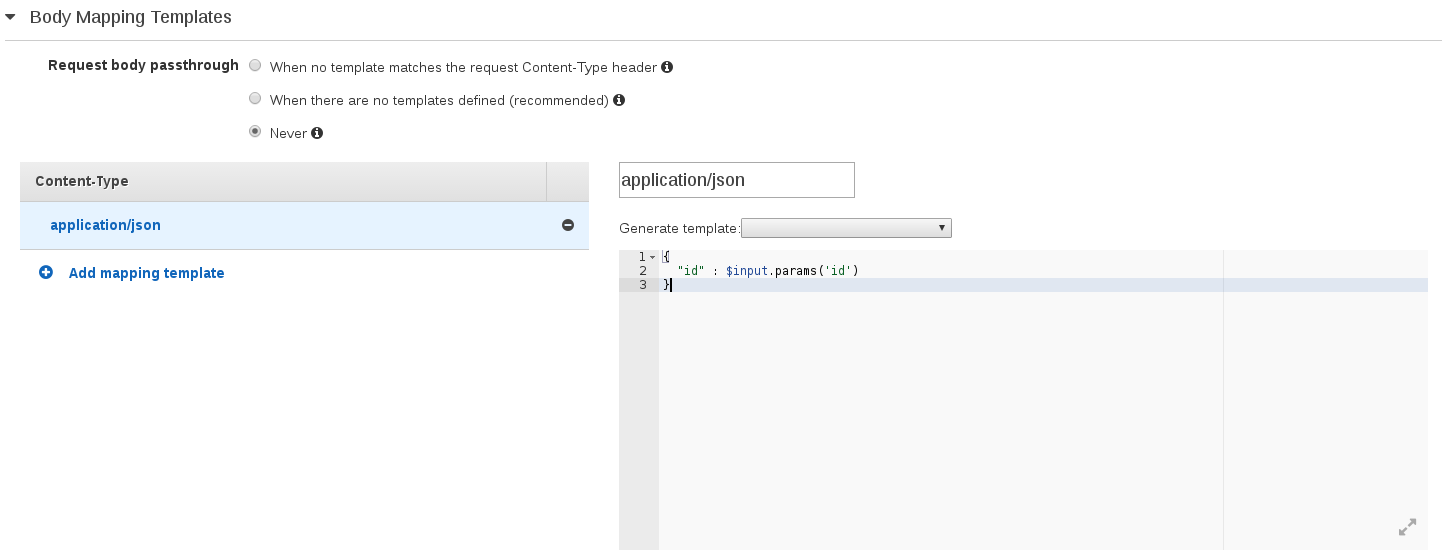 Body Mapping Templates
Request body passthrough
When no template matches the request Content-Type header
When there are no templates defined (recommended)
Never
Content-Type
application/json
Add mapping template
application/json
Generate template:
1 {
2 "id" : $input.params('id')
3 }